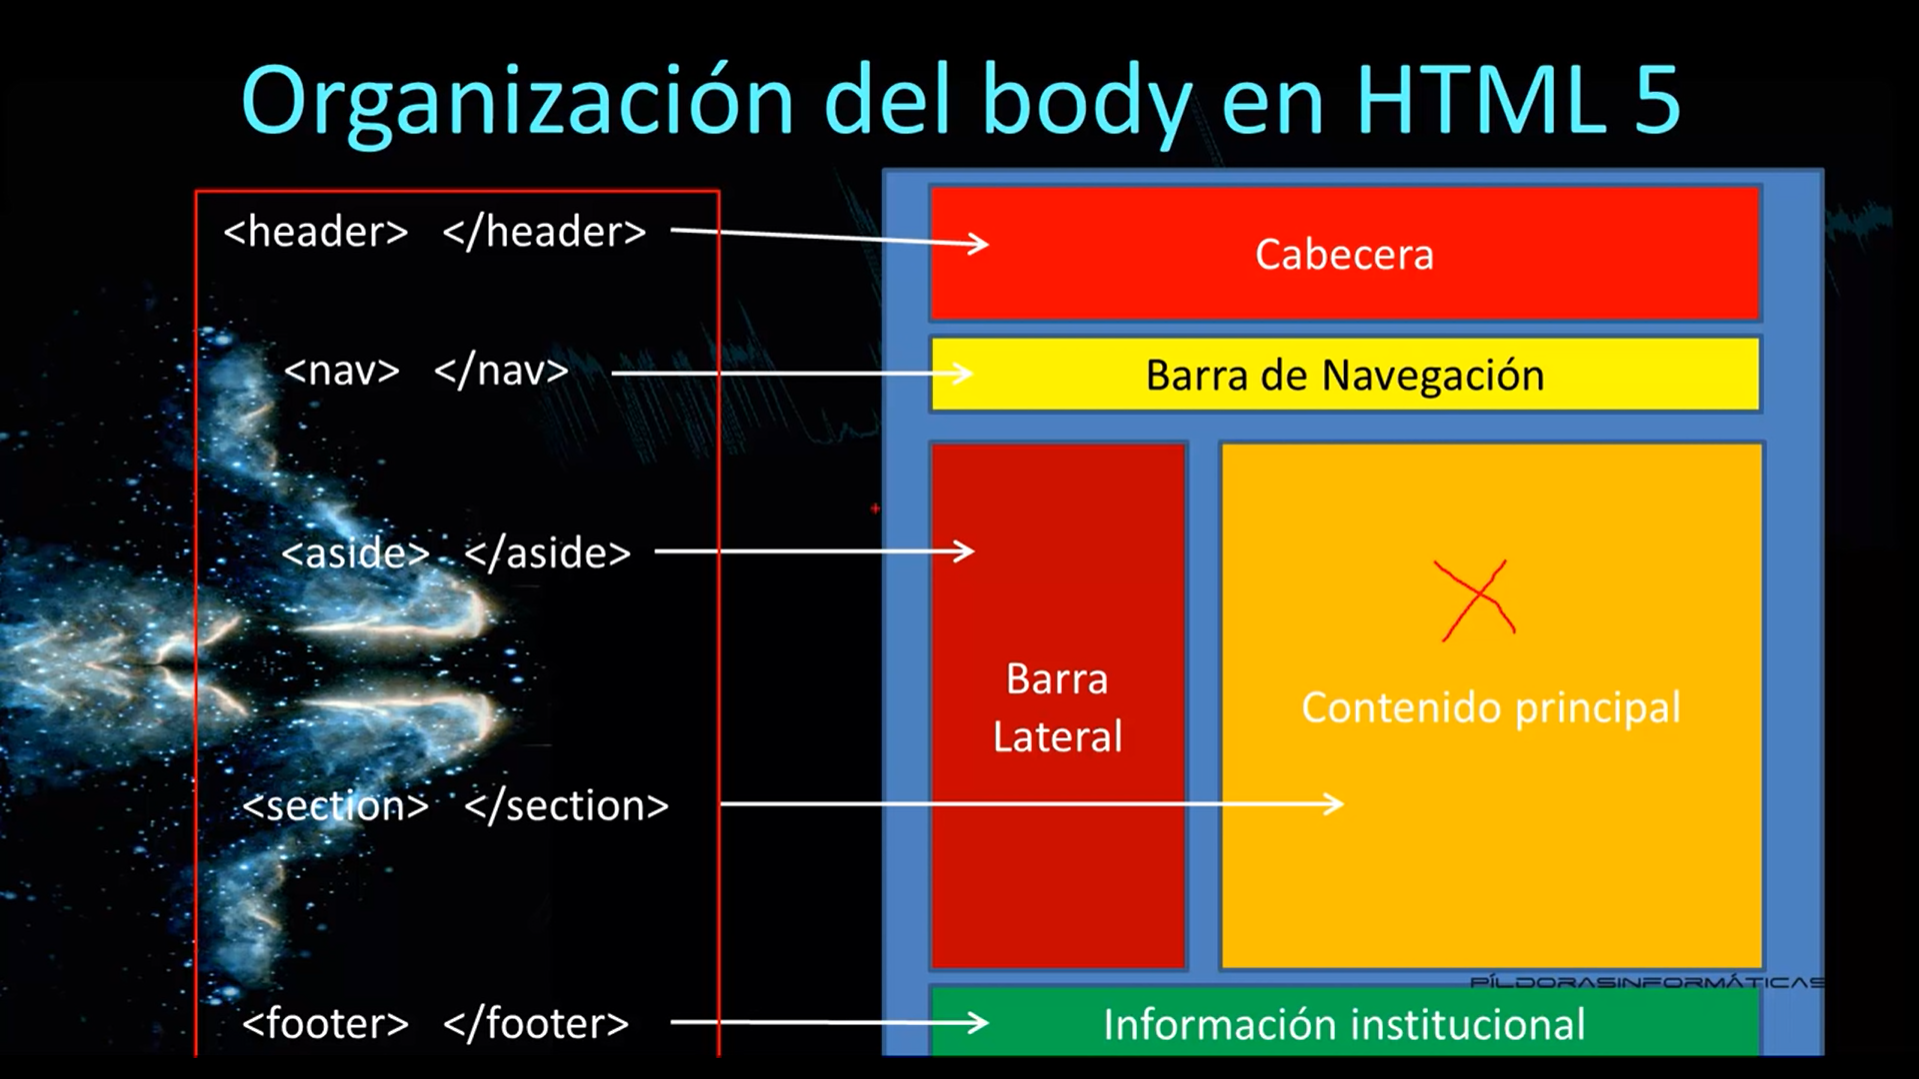 Organización del body en HTML 5
<header> </header>
Cabecera
<nav> </nav>
Barra de Navegación
<aside> </aside>
Barra
Lateral
Contenido principal
<section> </section>
PÍLDORASINFORMÁTICAS
<footer> </footer>
Información institucional